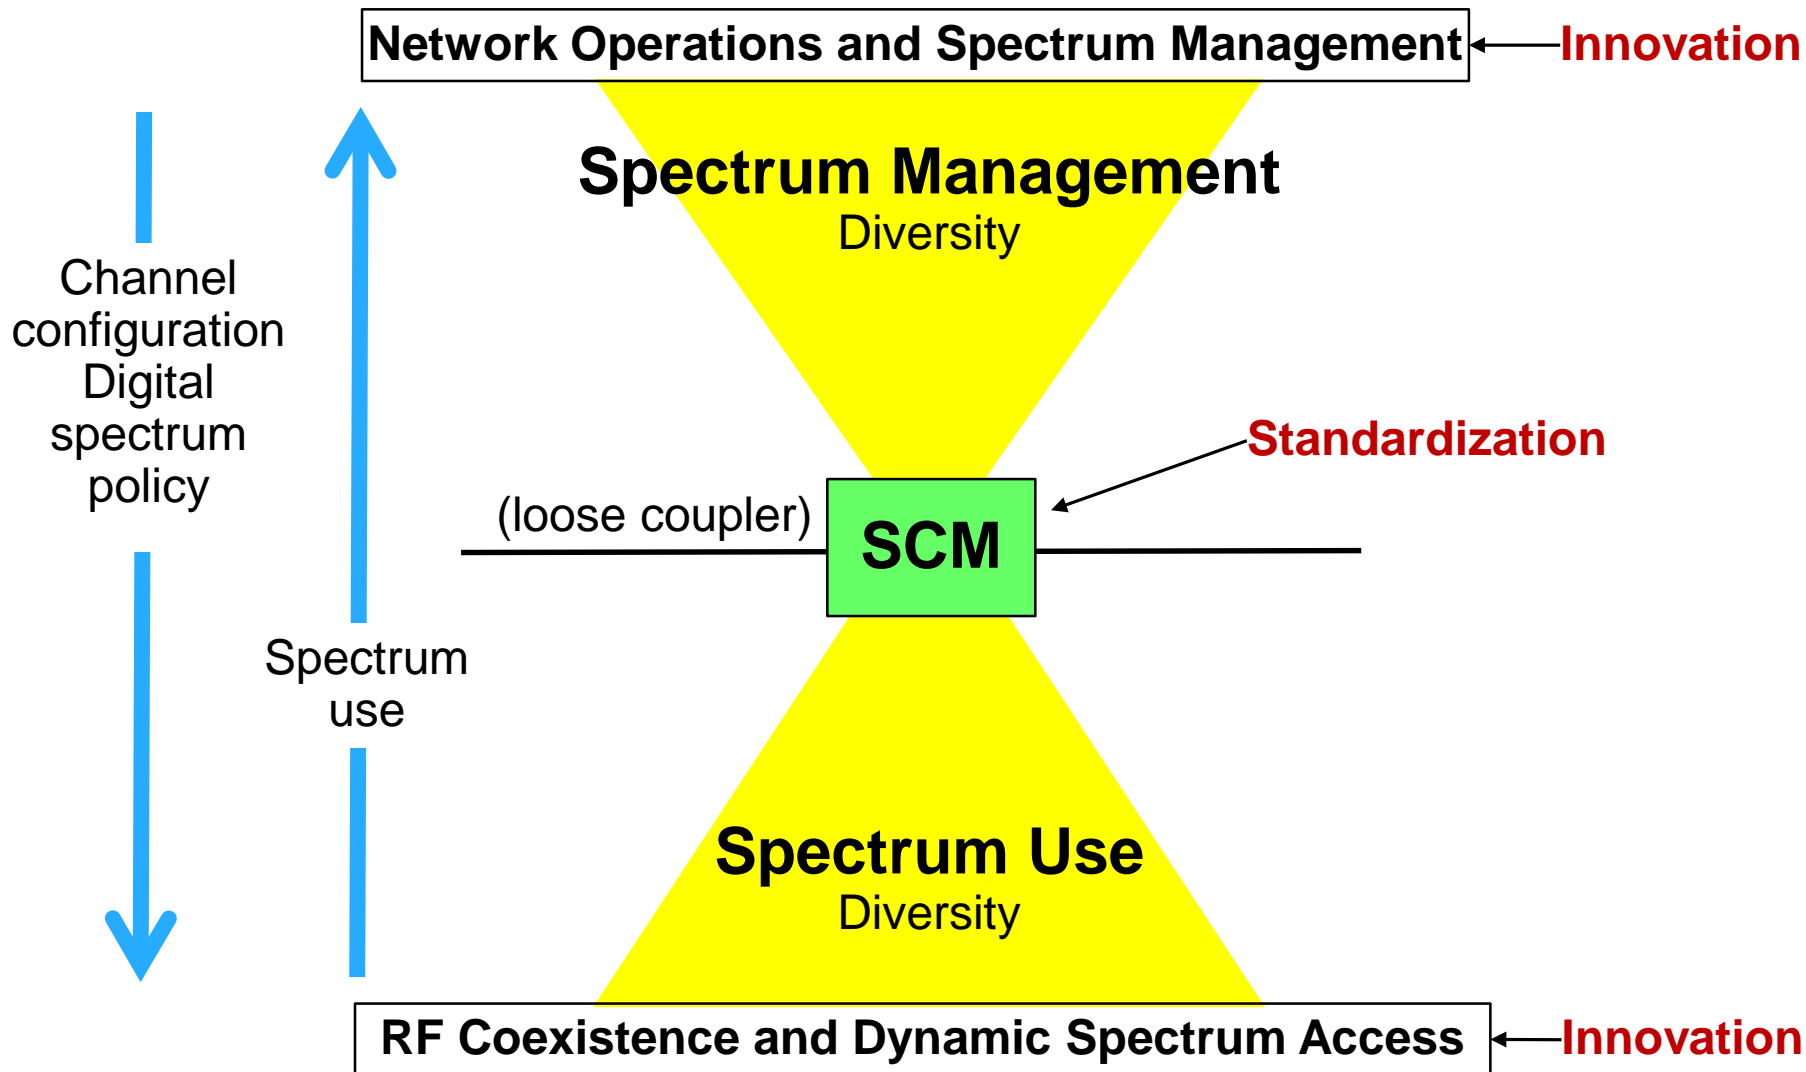 Network Operations and Spectrum Management
Innovation
Spectrum Management
Diversity
Channel
configuration
Digital
spectrum
policy
Standardization
(loose coupler)
SCM
Spectrum
use
Spectrum Use
Diversity
RF Coexistence and Dynamic Spectrum Access
Innovation